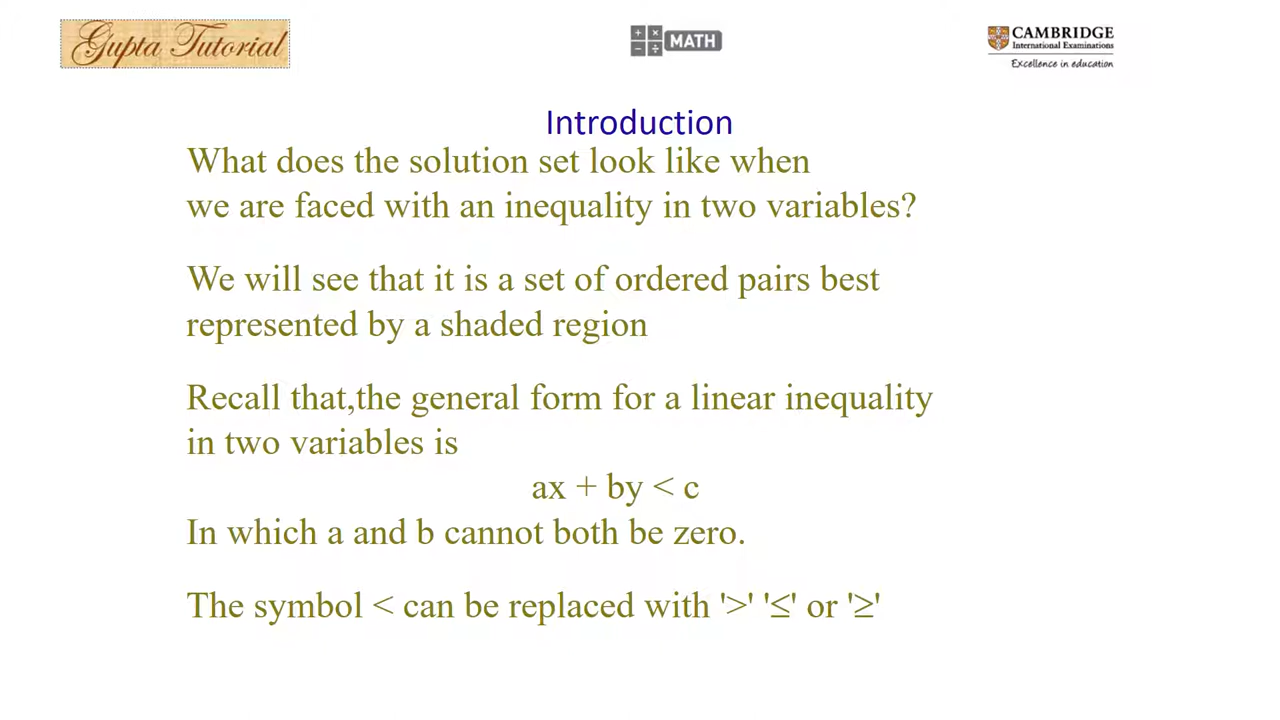 Gupta Tutorial
+ × - ÷ MATH
CAMBRIDGE
International Examinations
Excellence in education
Introduction
What does the solution set look like when
we are faced with an inequality in two variables?
We will see that it is a set of ordered pairs best
represented by a shaded region
Recall that,the general form for a linear inequality
in two variables is
ax + by < c
In which a and b cannot both be zero.
The symbol < can be replaced with '>' '≤' or '≥'